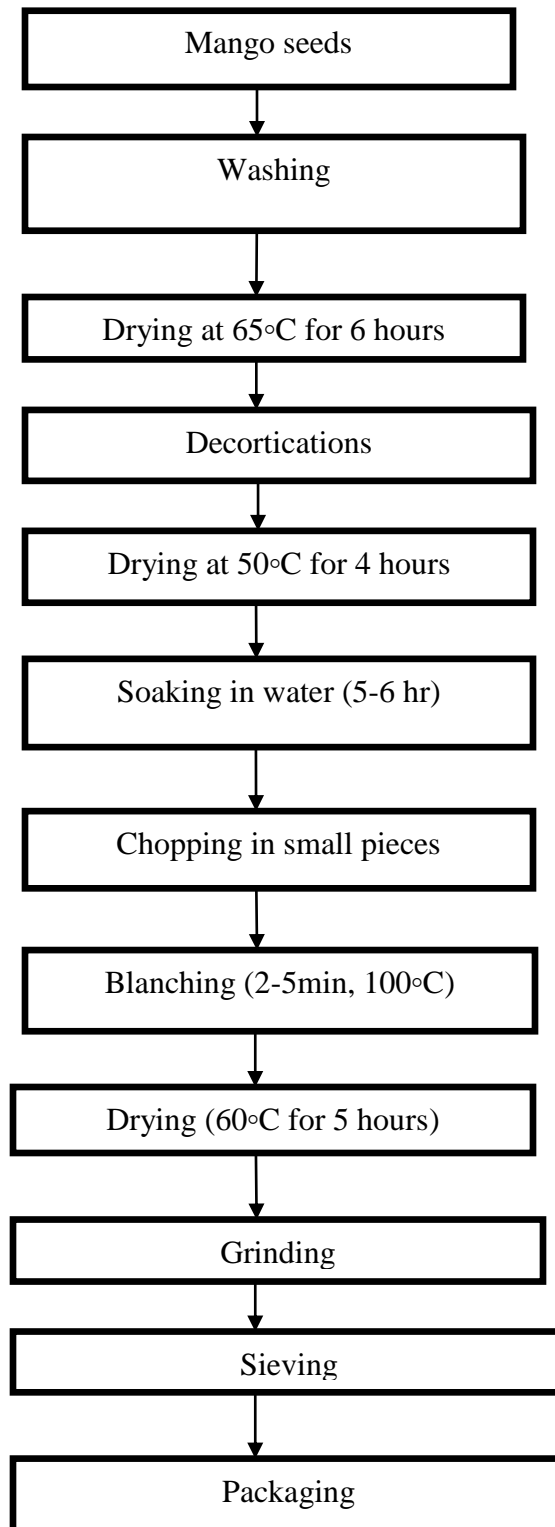 Mango seeds
Washing
Drying at 65◦C for 6 hours
Decortications
Drying at 50◦C for 4 hours
Soaking in water (5-6 hr)
Chopping in small pieces
Blanching (2-5min, 100◦C)
Drying (60◦C for 5 hours)
Grinding
Sieving
Packaging